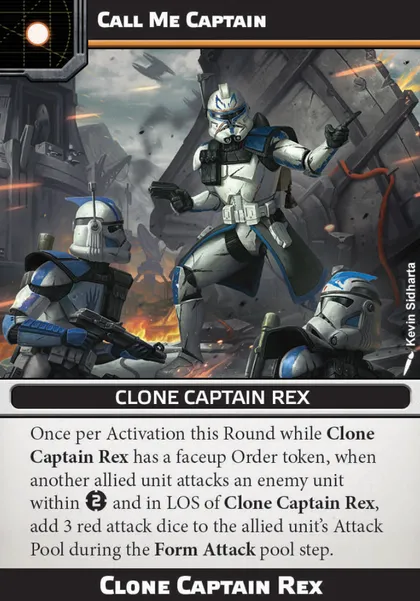 Call Me Captain
Kevin Sidharta
CLONE CAPTAIN REX
Once per Activation this Round while Clone
Captain Rex has a faceup Order token, when
another allied unit attacks an enemy unit
within 2 and in LOS of Clone Captain Rex,
add 3 red attack dice to the allied unit's Attack
Pool during the Form Attack pool step.
Clone Captain Rex